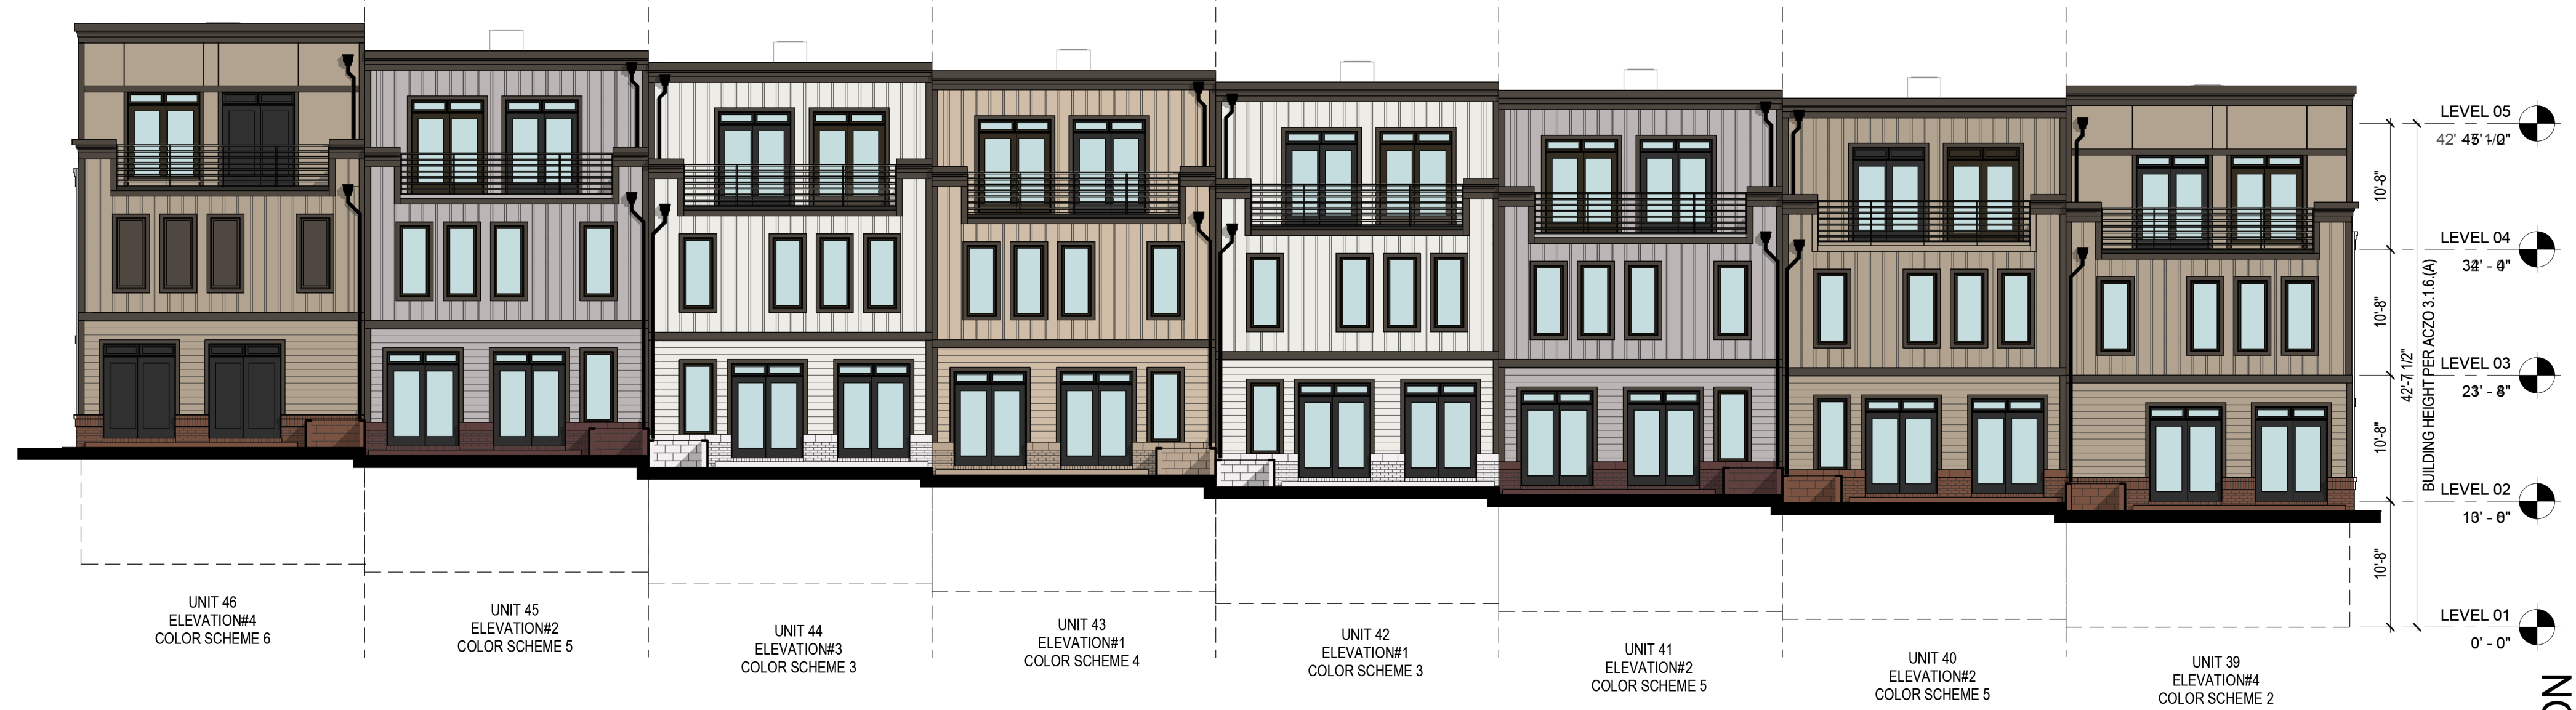 UNIT 46
ELEVATION#4
COLOR SCHEME 6
UNIT 45
ELEVATION#2
COLOR SCHEME 5
UNIT 44
ELEVATION#3
COLOR SCHEME 3
UNIT 43
ELEVATION#1
COLOR SCHEME 4
UNIT 42
ELEVATION#1
COLOR SCHEME 3
UNIT 41
ELEVATION#2
COLOR SCHEME 5
UNIT 40
ELEVATION#2
COLOR SCHEME 5
UNIT 39
ELEVATION#4
COLOR SCHEME 2
10'-8"
10'-8"
10'-8"
10'-8"
42'-7 1/2"
BUILDING HEIGHT PER ACZO 3.1.6.(A)
LEVEL 05
LEVEL 04
LEVEL 03
LEVEL 02
LEVEL 01
0' - 0"
ON